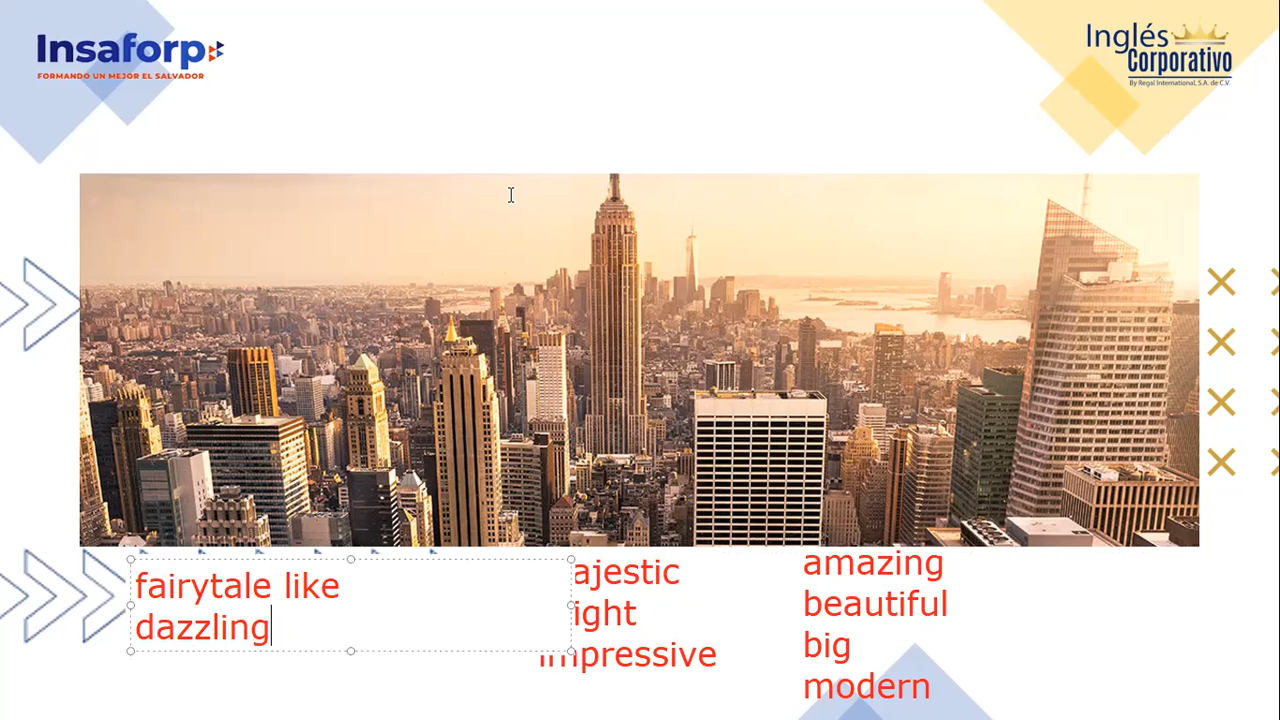 Insaforp
FORMANDO UN MEJOR EL SALVADOR
Inglés
Corporativo
By Regal International, S.A. de C.V.
fairytale like
dazzling
ajestic
ight
impressive
amazing
beautiful
big
modern